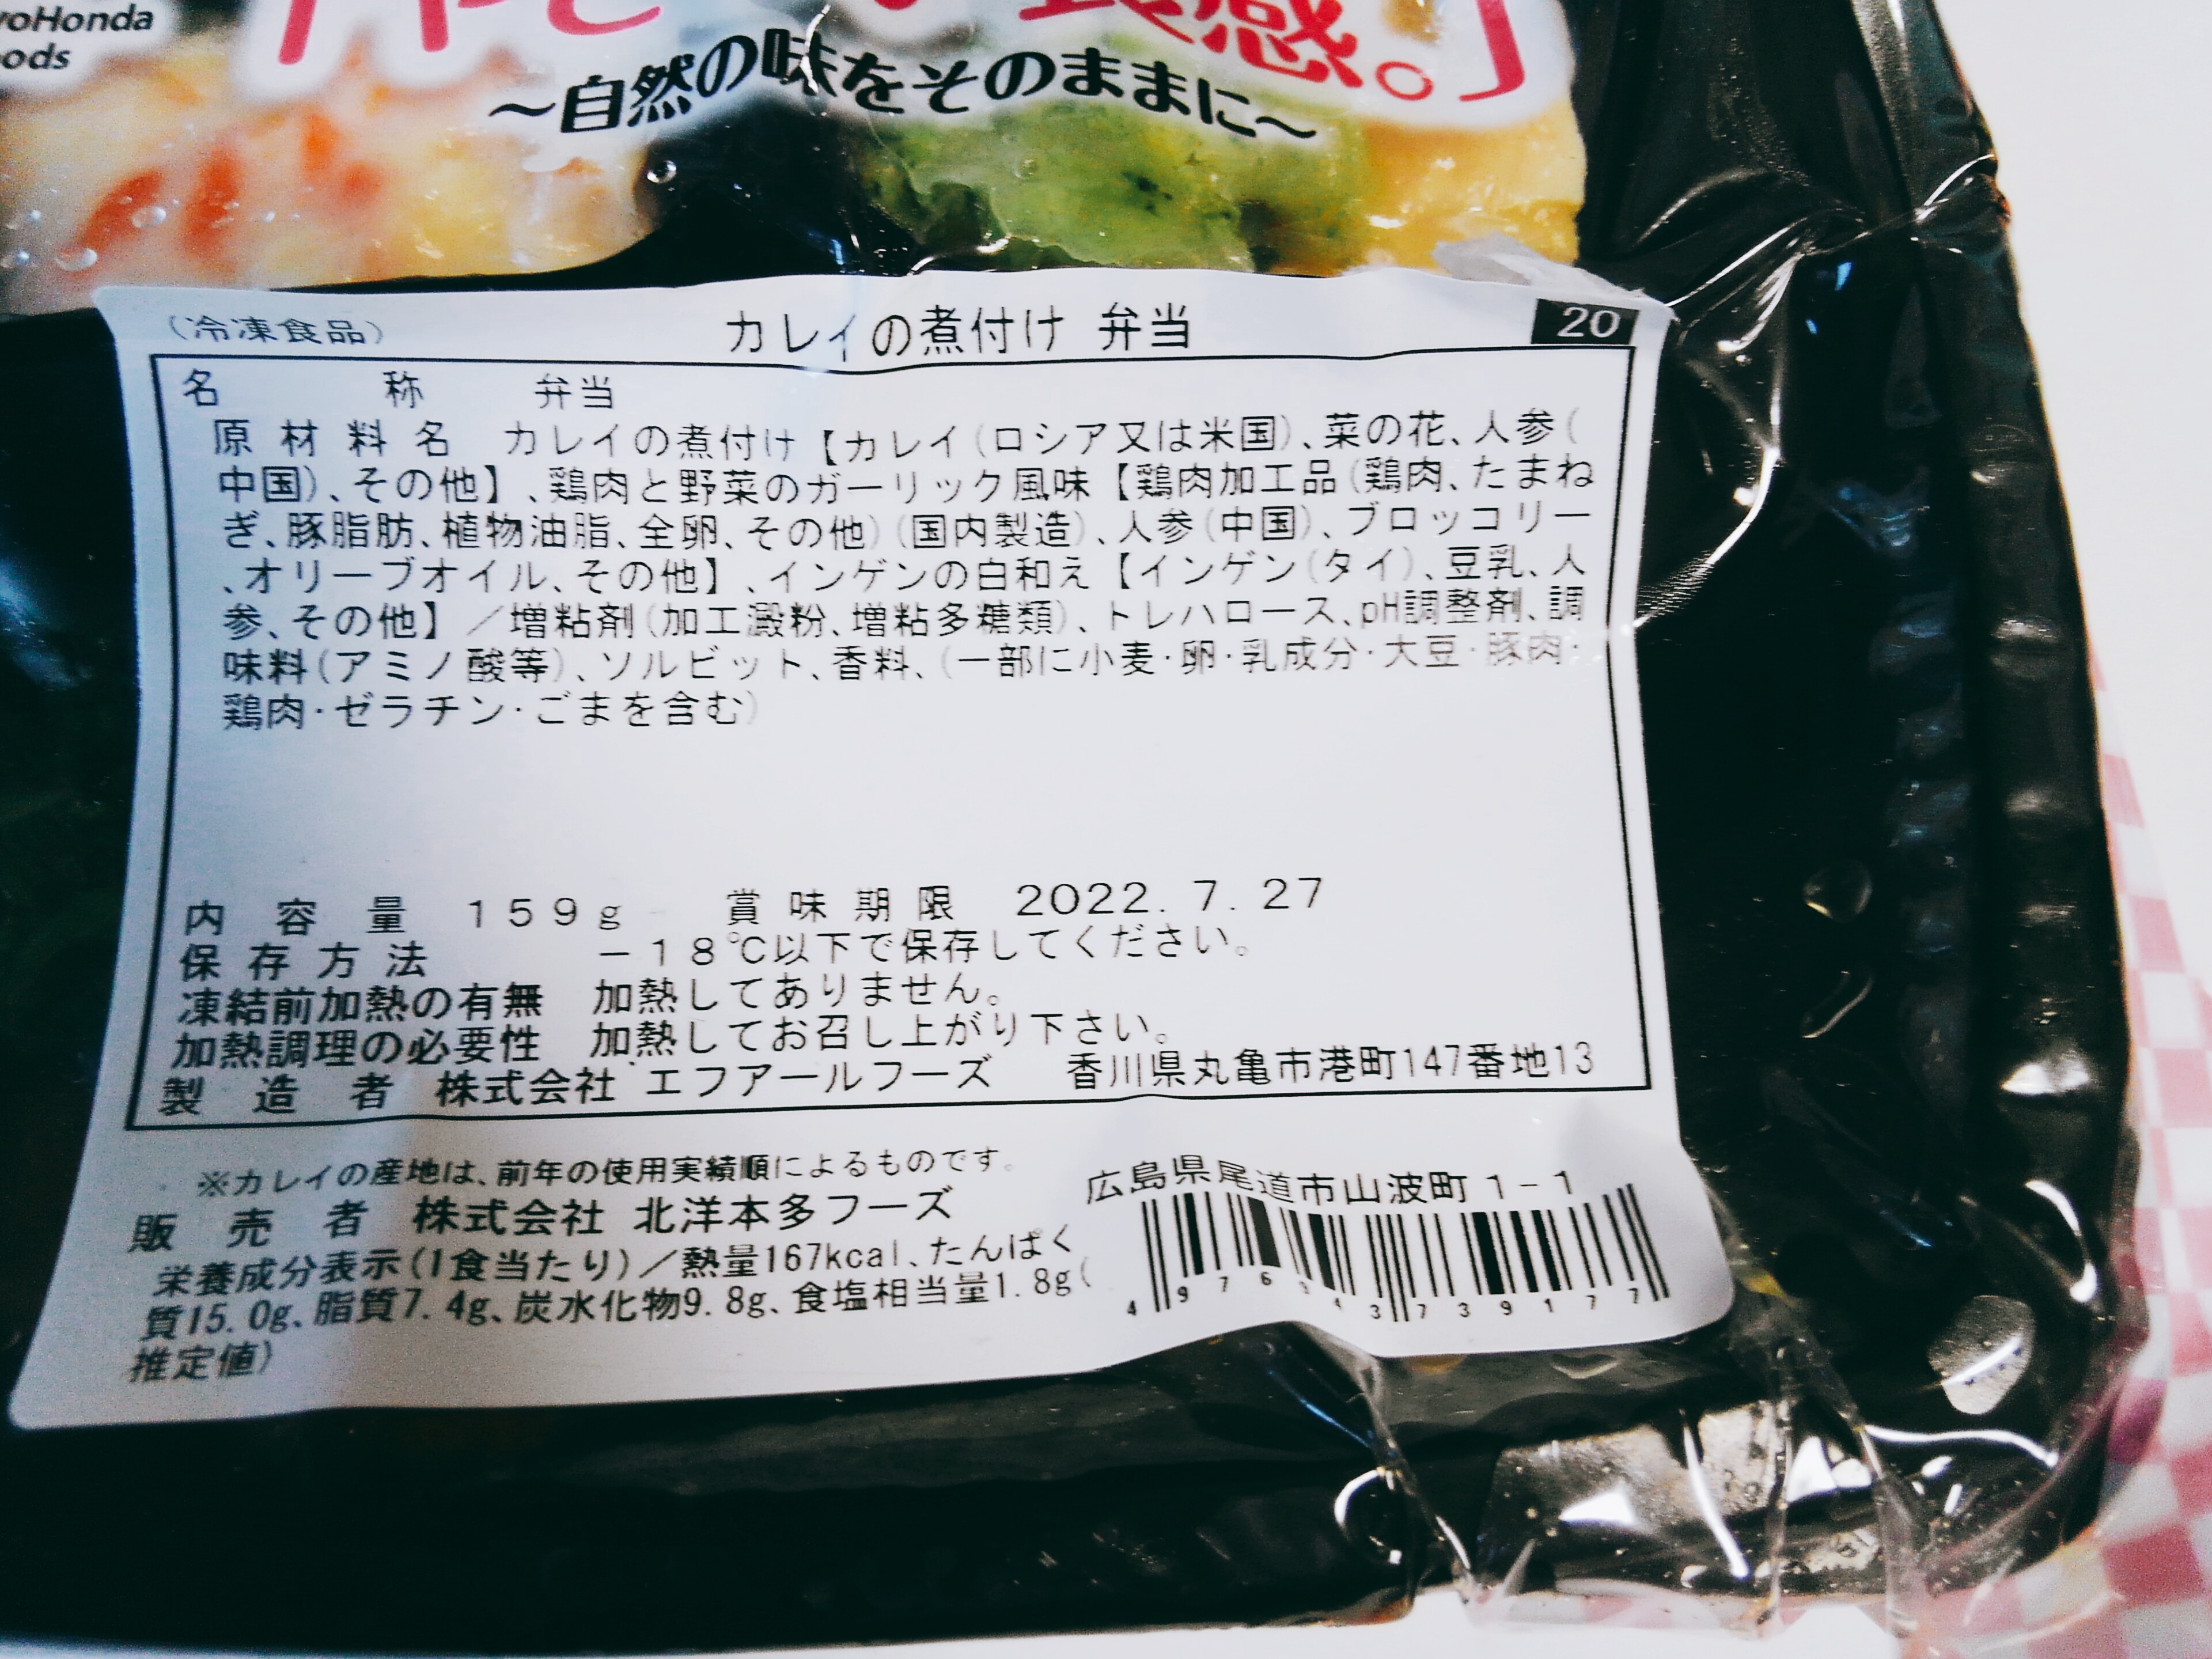 roHonda
ods
感。」
～自然の味をそのままに～
(冷凍食品) カレイの煮付け 弁当 20
名 称 弁当
原材料名 カレイの煮付け【カレイ(ロシア又は米国)、菜の花、人参(
中国)、その他】、鶏肉と野菜のガーリック風味【鶏肉加工品(鶏肉、たまね
ぎ、豚脂肪、植物油脂、全卵、その他)(国内製造)、人参(中国)、ブロッコリー
、オリーブオイル、その他】、インゲンの白和え【インゲン(タイ)、豆乳、人
参、その他】／増粘剤(加工澱粉、増粘多糖類)、トレハロース、pH調整剤、調
味料(アミノ酸等)、ソルビット、香料、(一部に小麦・卵・乳成分・大豆・豚肉・
鶏肉・ゼラチン・ごまを含む)
内容量 159g 賞味期限 2022.7.27
保存方法 －18℃以下で保存してください。
凍結前加熱の有無 加熱してありません。
加熱調理の必要性 加熱してお召し上がり下さい。
製造者 株式会社 エフアールフーズ 香川県丸亀市港町147番地13
※カレイの産地は、前年の使用実績順によるものです。
販売者 株式会社 北洋本多フーズ 広島県尾道市山波町1-1
栄養成分表示(1食当たり)／熱量167kcal、たんぱく
質15.0g、脂質7.4g、炭水化物9.8g、食塩相当量1.8g(
推定値)
4976343739177